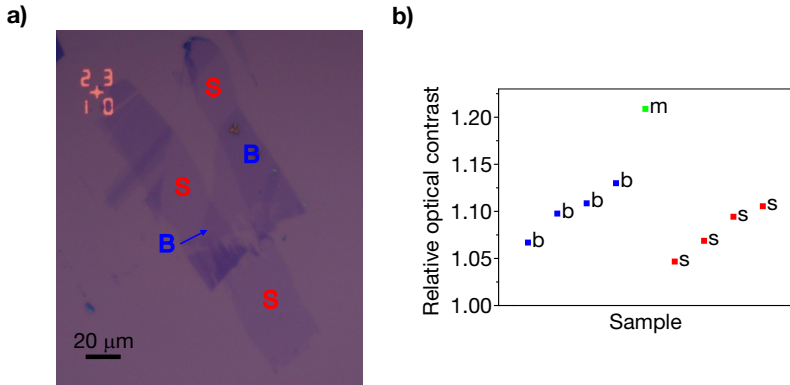 a)
2 3
1 0
S
B
S
B
S
20 μm
b)
Relative optical contrast
1.20
1.15
1.10
1.05
1.00
m
b
b
b
b
s
s
s
s
Sample